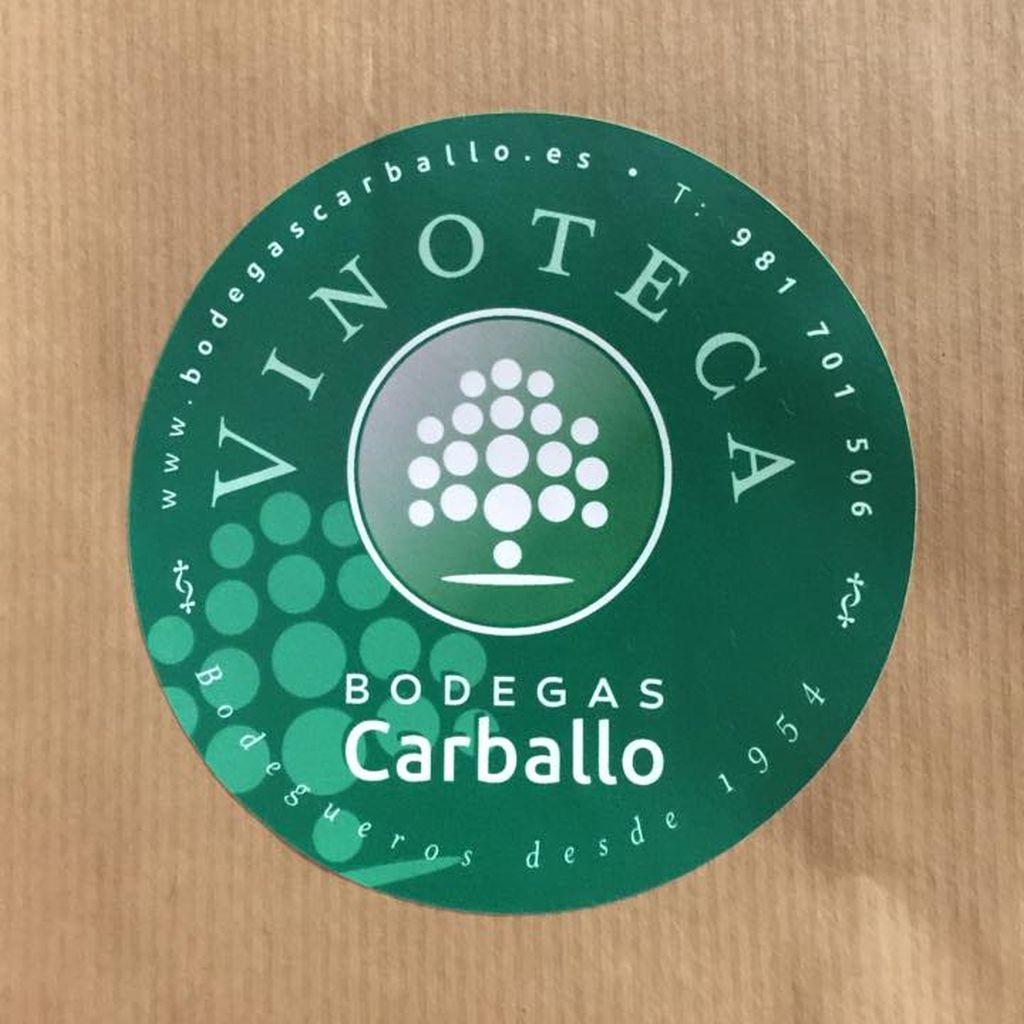 www.bodegascarballo.es • T: 981 701 506
VINOTECA
BODEGAS
Carballo
Bodegueros desde 1954